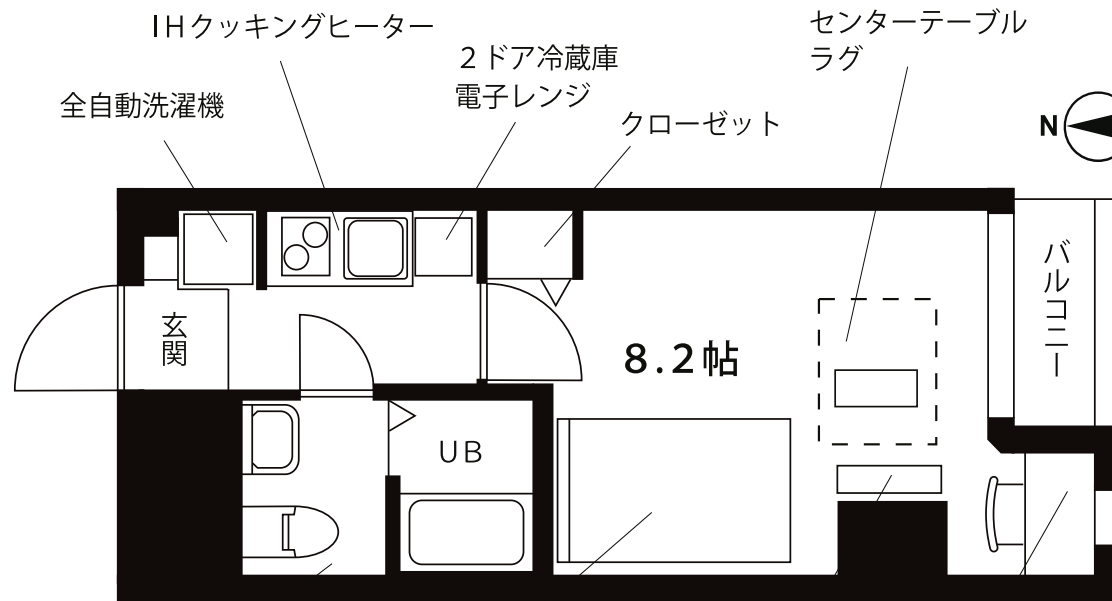 IHクッキングヒーター
センターテーブル
ラグ
2ドア冷蔵庫
電子レンジ
全自動洗濯機
クローゼット
N
バルコニー
玄関
8.2帖
UB